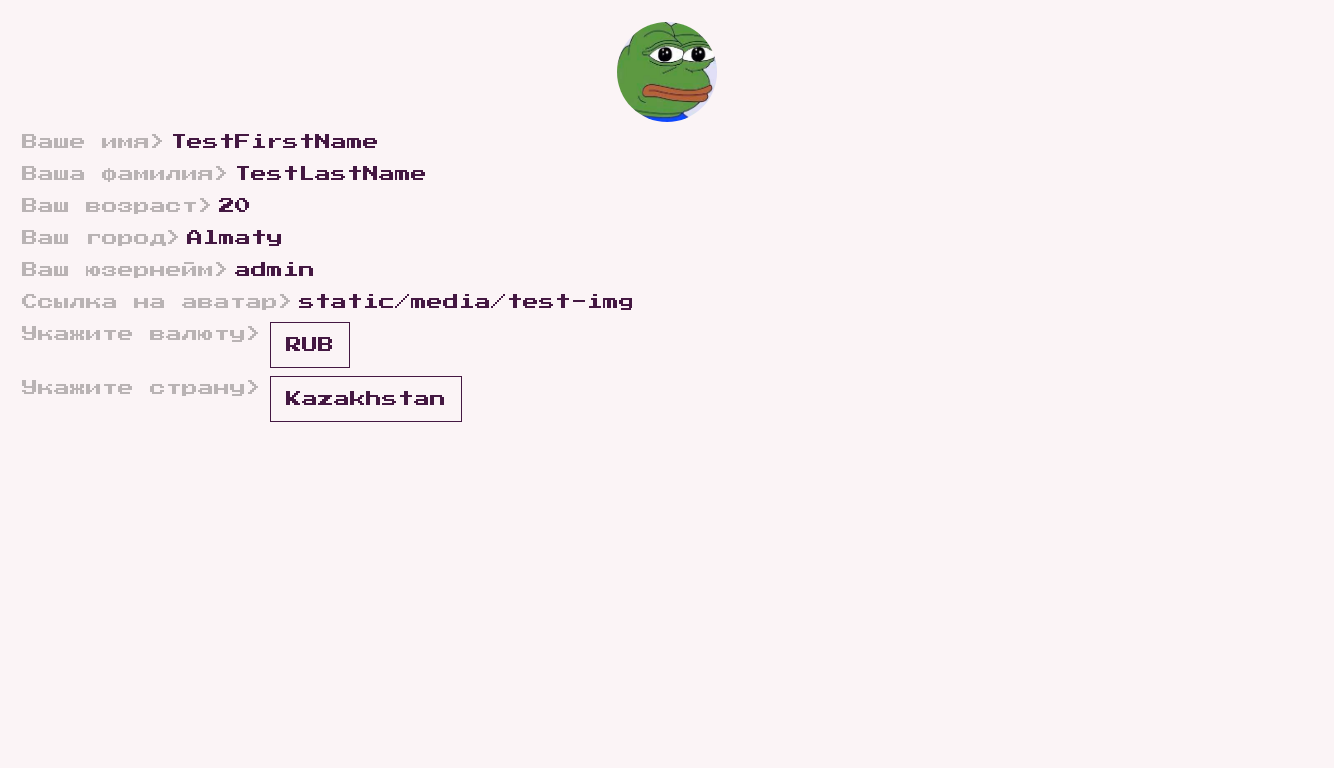 Ваше имя> TestFirstName
Ваша фамилия> TestLastName
Ваш возраст> 20
Ваш город> Almaty
Ваш юзернейм> admin
Ссылка на аватар> static/media/test-img
Укажите валюту> RUB
Укажите страну> Kazakhstan